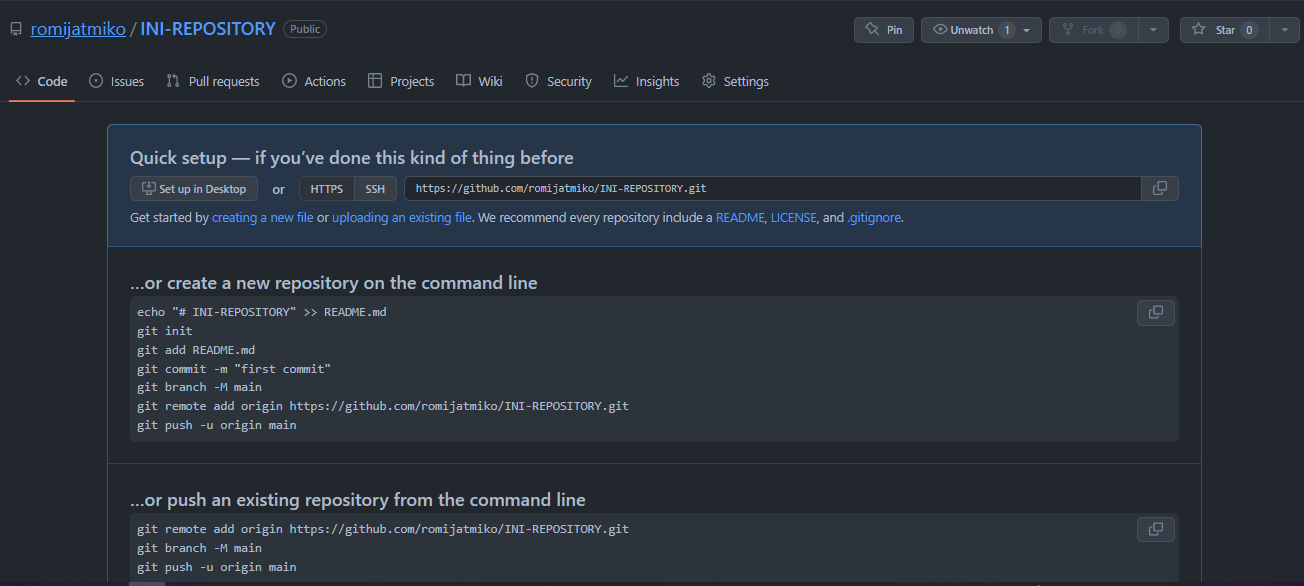 romijatmiko / INI-REPOSITORY Public
Pin Unwatch 1 Fork 0 Star 0
Code Issues Pull requests Actions Projects Wiki Security Insights Settings
Quick setup — if you’ve done this kind of thing before
Set up in Desktop or HTTPS SSH https://github.com/romijatmiko/INI-REPOSITORY.git
Get started by creating a new file or uploading an existing file. We recommend every repository include a README, LICENSE, and .gitignore.
…or create a new repository on the command line
echo "# INI-REPOSITORY" >> README.md
git init
git add README.md
git commit -m "first commit"
git branch -M main
git remote add origin https://github.com/romijatmiko/INI-REPOSITORY.git
git push -u origin main
…or push an existing repository from the command line
git remote add origin https://github.com/romijatmiko/INI-REPOSITORY.git
git branch -M main
git push -u origin main